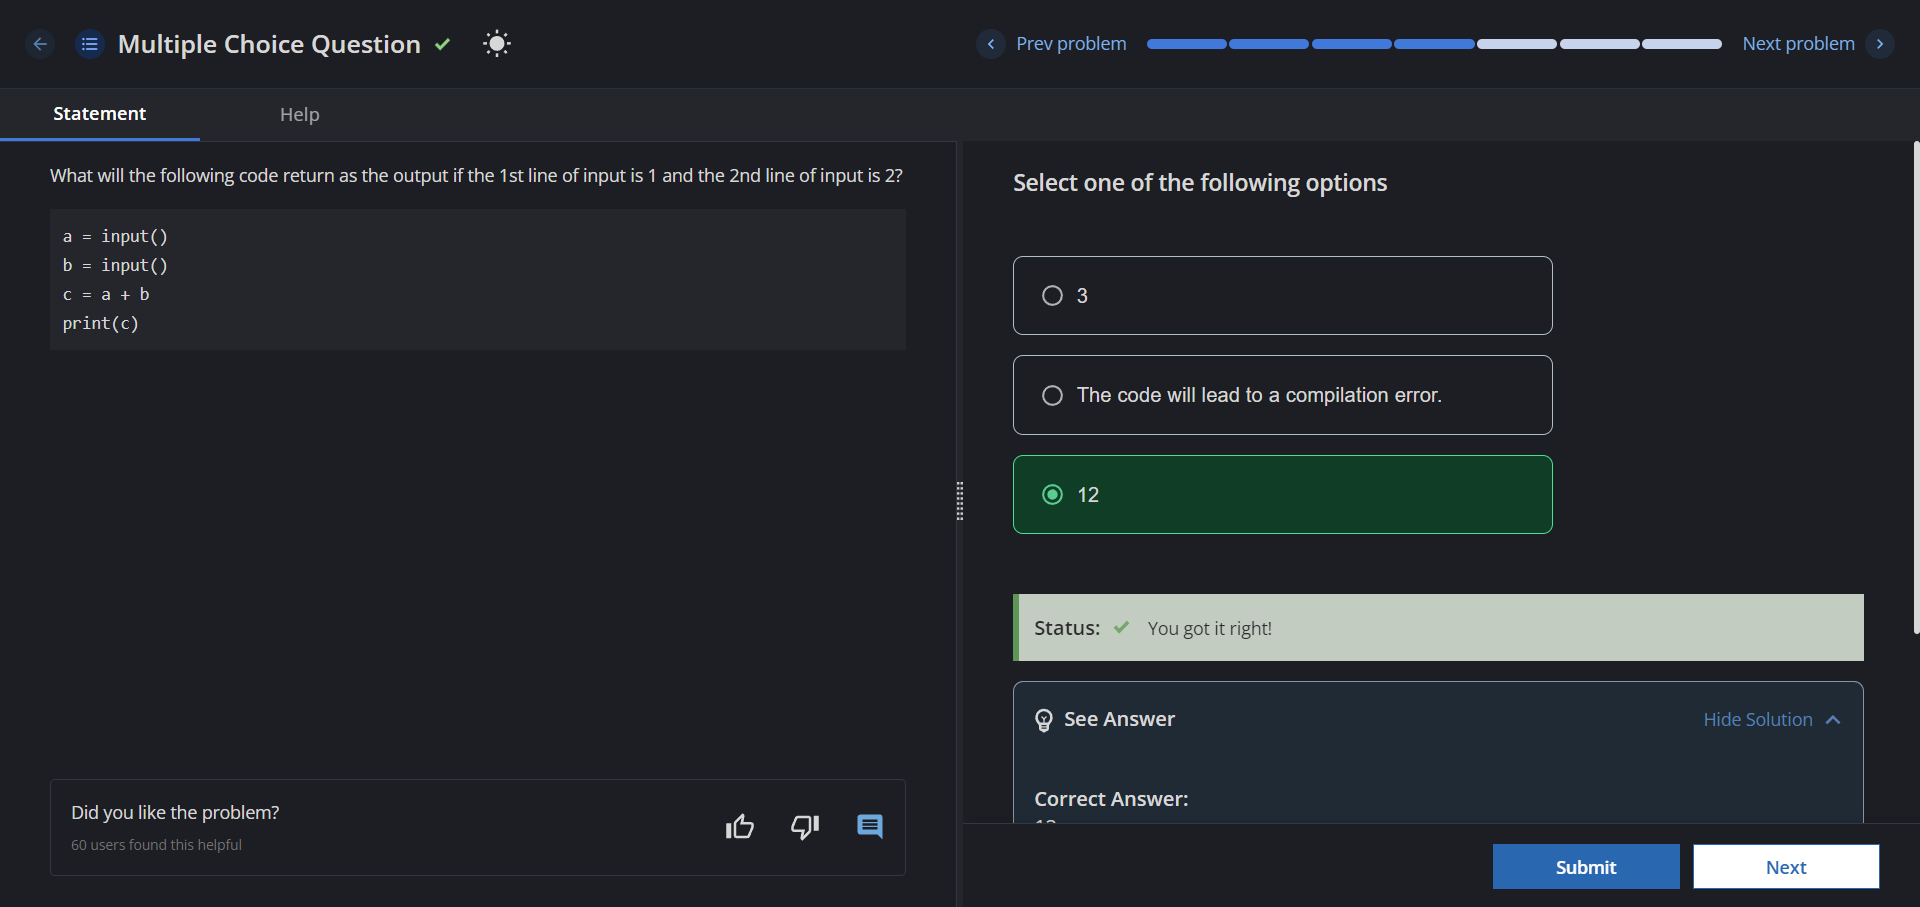 Multiple Choice Question
Prev problem
Next problem
Statement
Help
What will the following code return as the output if the 1st line of input is 1 and the 2nd line of input is 2?
a = input()
b = input()
c = a + b
print(c)
Did you like the problem?
60 users found this helpful
Select one of the following options
3
The code will lead to a compilation error.
12
Status: You got it right!
See Answer
Hide Solution
Correct Answer:
Submit
Next